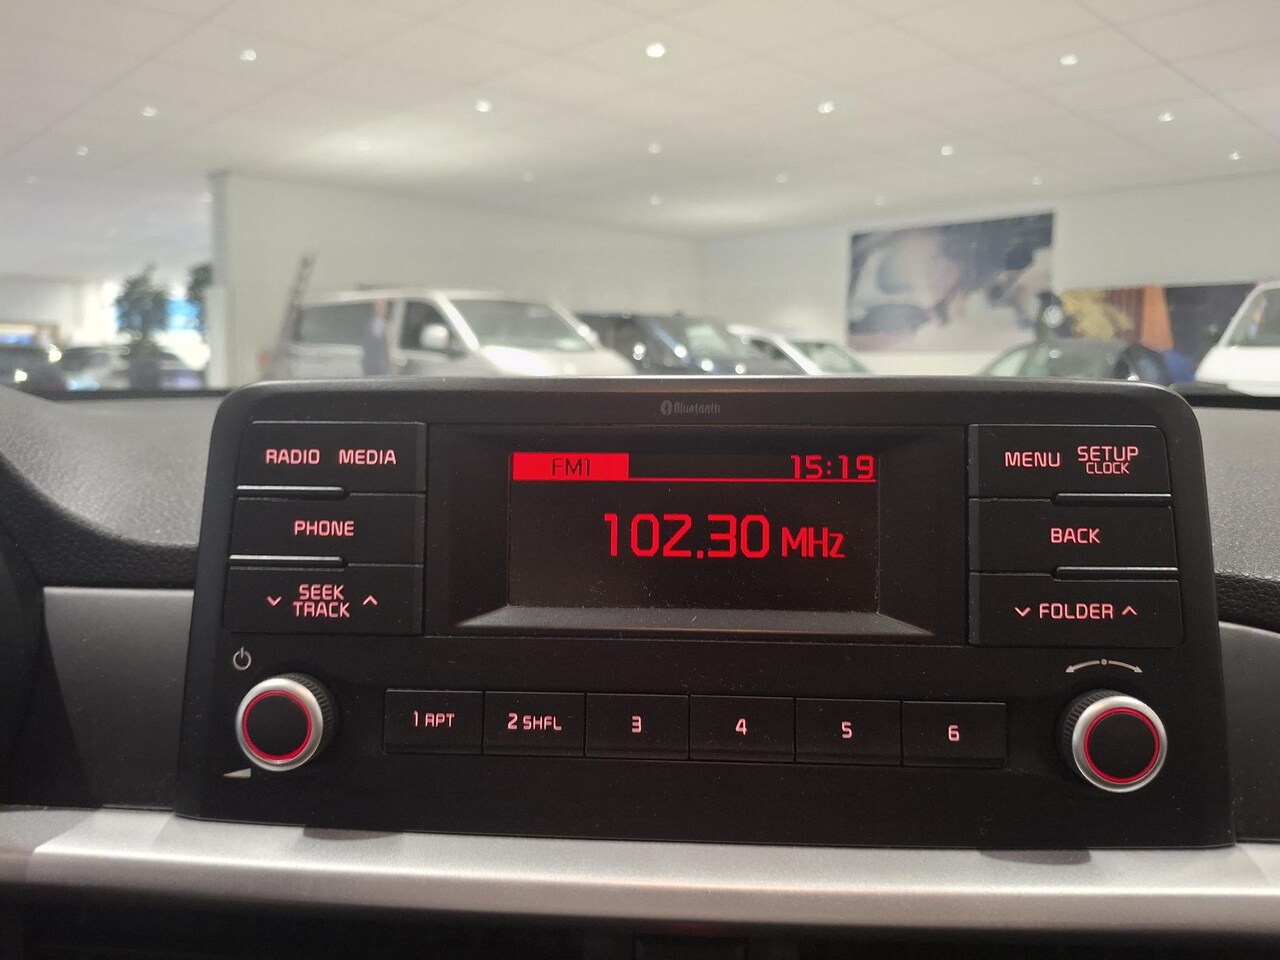 Bluetooth
RADIO MEDIA
PHONE
SEEK
TRACK
FM1 15:19
102.30 MHz
MENU SETUP
CLOCK
BACK
FOLDER
1 RPT 2 SHFL 3 4 5 6